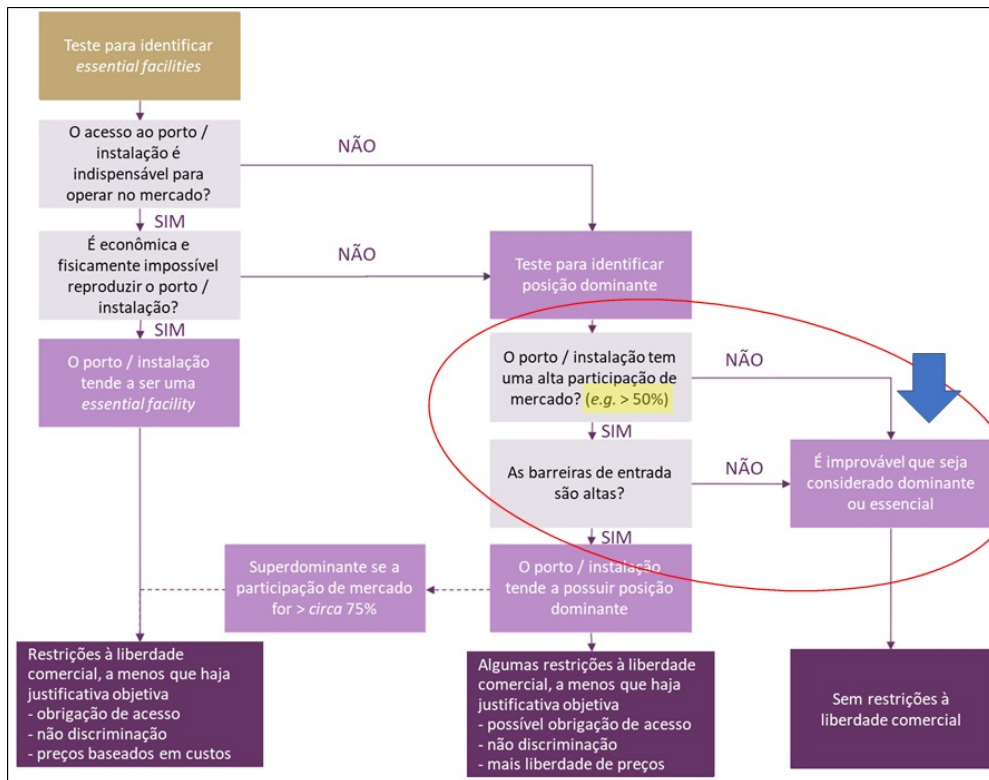 Teste para identificar
essential facilities
O acesso ao porto /
instalação é
indispensável para
operar no mercado?
NÃO
SIM
É econômica e
fisicamente impossível
reproduzir o porto /
instalação?
NÃO
SIM
Teste para identificar
posição dominante
O porto / instalação
tende a ser uma
essential facility
O porto / instalação tem
uma alta participação de
mercado? (e.g. > 50%)
NÃO
SIM
As barreiras de entrada
são altas?
NÃO
SIM
É improvável que seja
considerado dominante
ou essencial
Superdominante se a
participação de mercado
for > circa 75%
O porto / instalação
tende a possuir posição
dominante
Restrições à liberdade
comercial, a menos que haja
justificativa objetiva
- obrigação de acesso
- não discriminação
- preços baseados em custos
Algumas restrições à liberdade
comercial, a menos que haja
justificativa objetiva
- possível obrigação de acesso
- não discriminação
- mais liberdade de preços
Sem restrições à
liberdade comercial